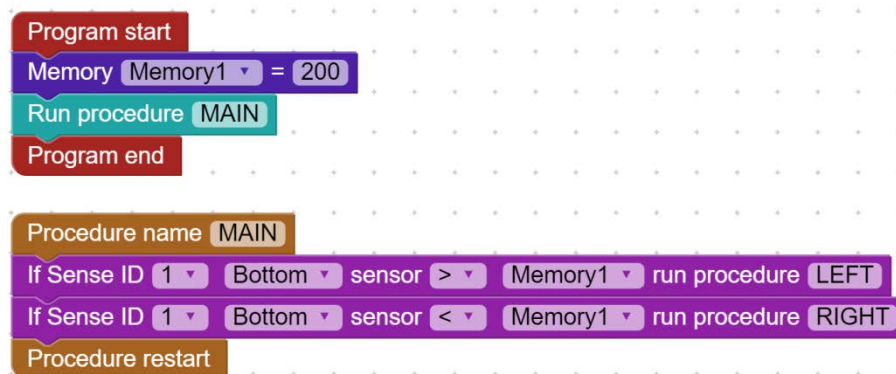 Program start
Memory Memory1 = 200
Run procedure MAIN
Program end
Procedure name MAIN
If Sense ID 1 Bottom sensor > Memory1 run procedure LEFT
If Sense ID 1 Bottom sensor < Memory1 run procedure RIGHT
Procedure restart